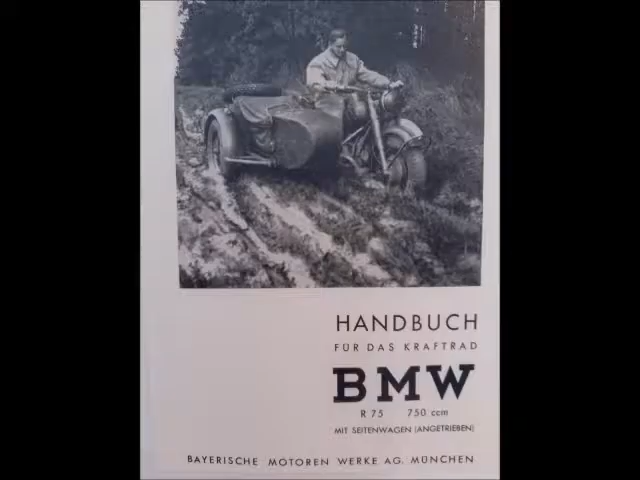 HANDBUCH
FÜR DAS KRAFTRAD
BMW
R 75 750 ccm
MIT SEITENWAGEN (ANGETRIEBEN)
BAYERISCHE MOTOREN WERKE AG. MÜNCHEN